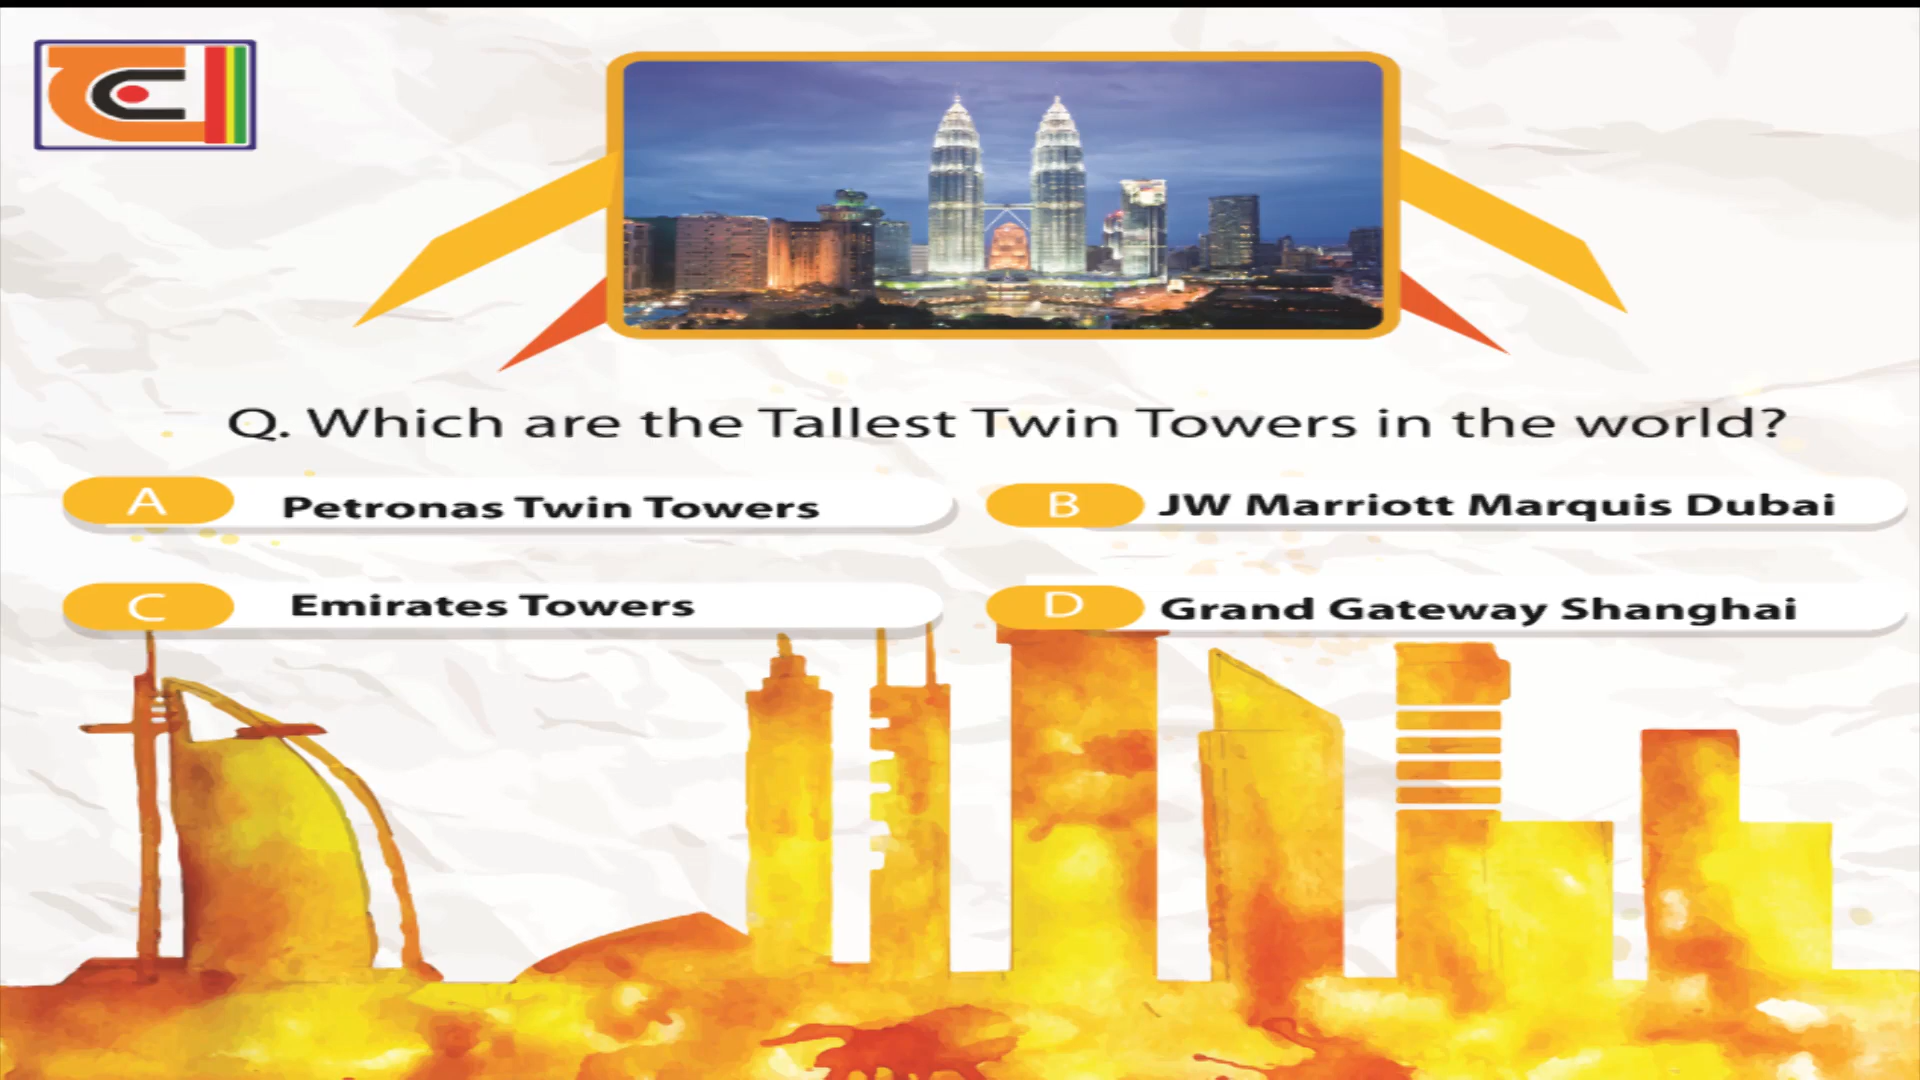 Q. Which are the Tallest Twin Towers in the world?
A Petronas Twin Towers
B JW Marriott Marquis Dubai
C Emirates Towers
D Grand Gateway Shanghai